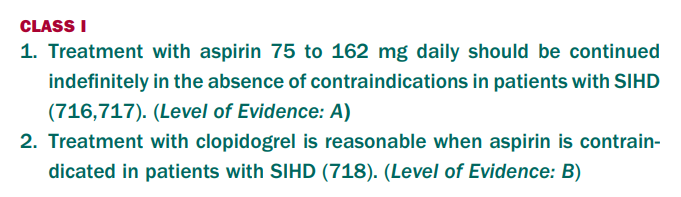 CLASS I
1. Treatment with aspirin 75 to 162 mg daily should be continued
indefinitely in the absence of contraindications in patients with SIHD
(716,717). (Level of Evidence: A)
2. Treatment with clopidogrel is reasonable when aspirin is contrain-
dicated in patients with SIHD (718). (Level of Evidence: B)